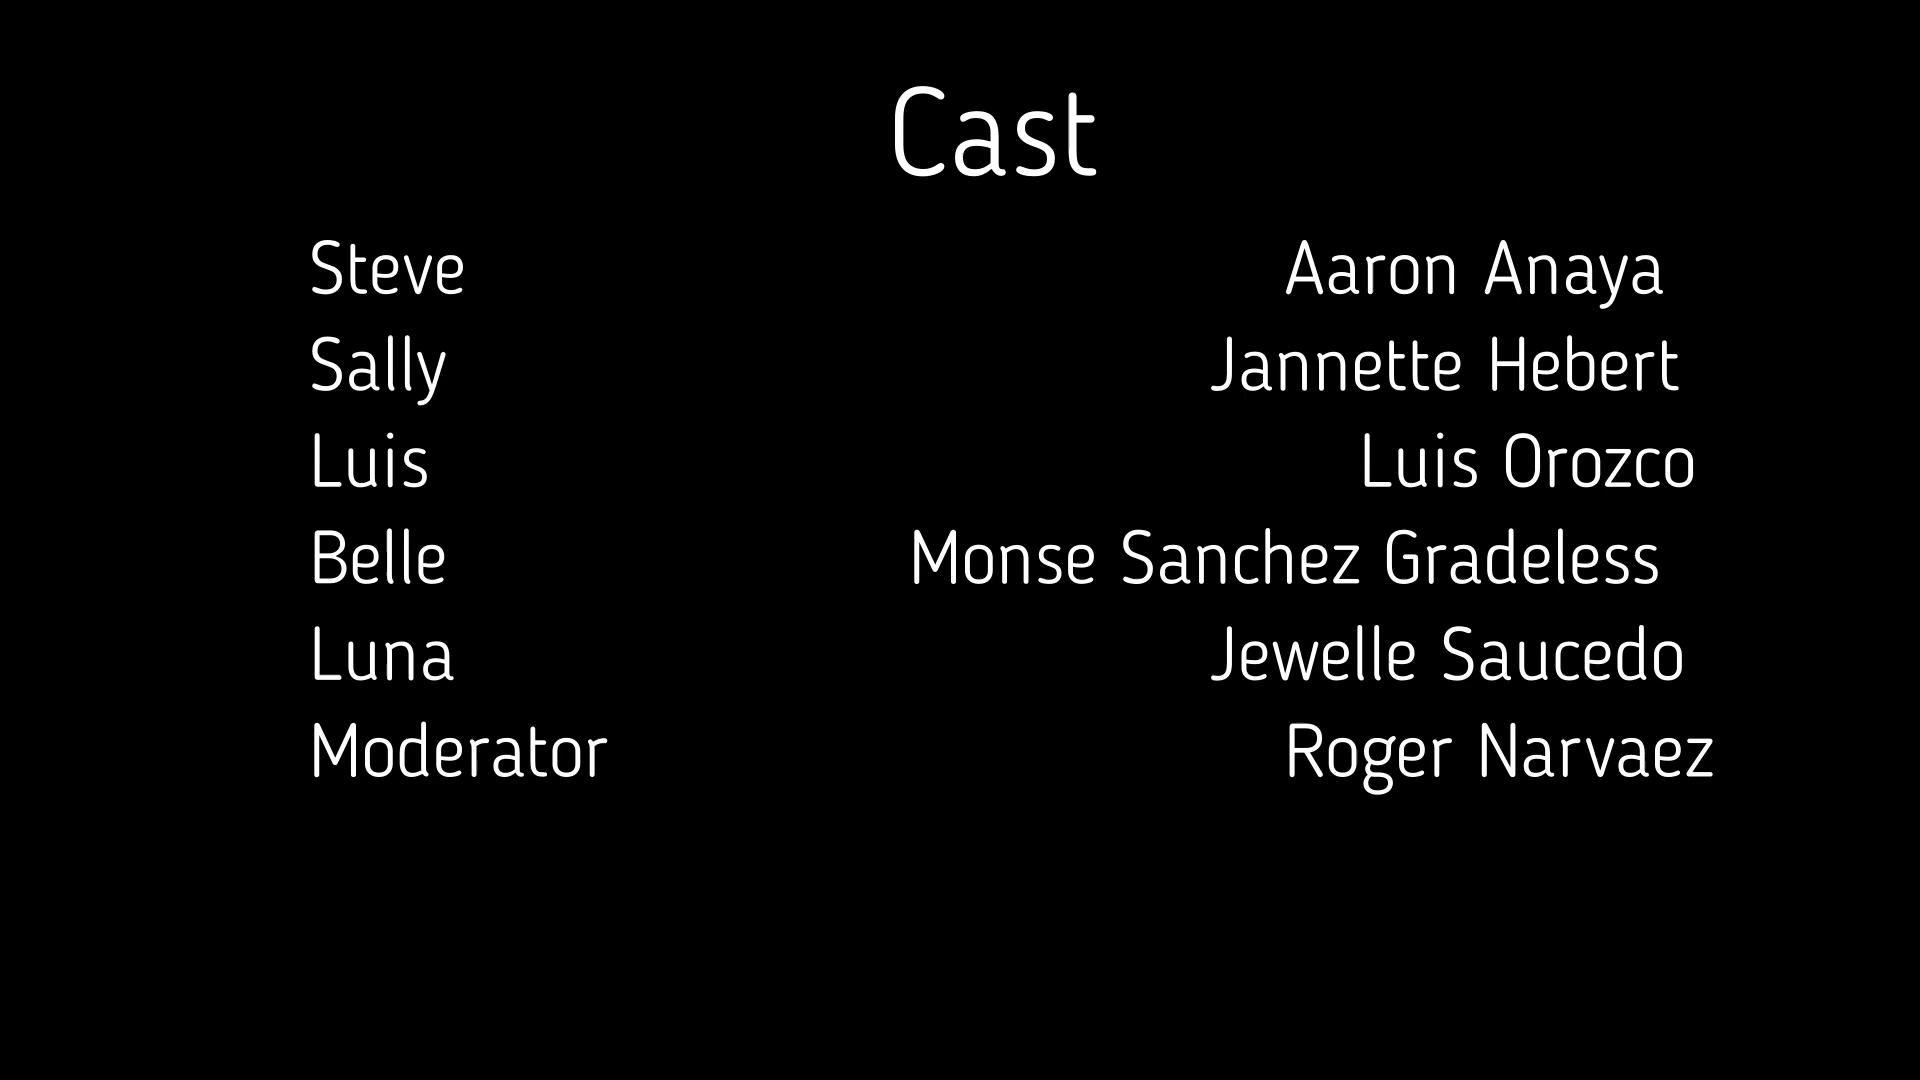 Cast
Steve Aaron Anaya
Sally Jannette Hebert
Luis Luis Orozco
Belle Monse Sanchez Gradeless
Luna Jewelle Saucedo
Moderator Roger Narvaez